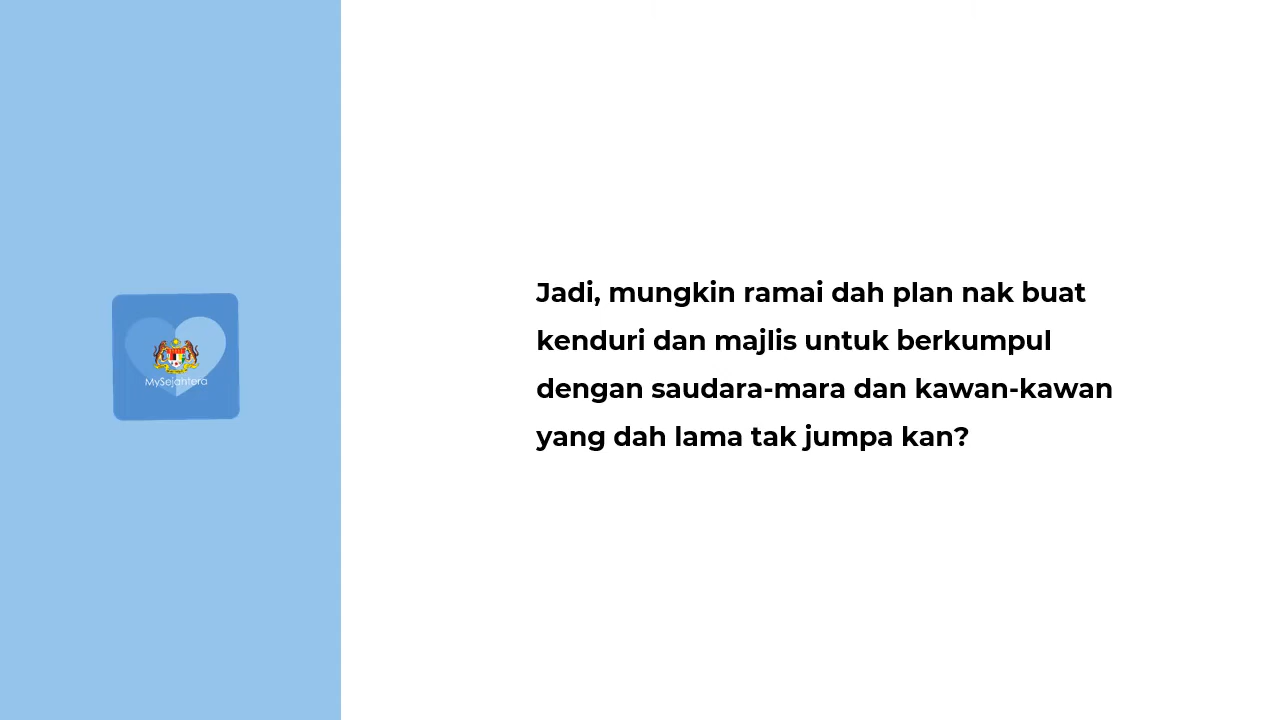 MySejahtera
Jadi, mungkin ramai dah plan nak buat
kenduri dan majlis untuk berkumpul
dengan saudara-mara dan kawan-kawan
yang dah lama tak jumpa kan?